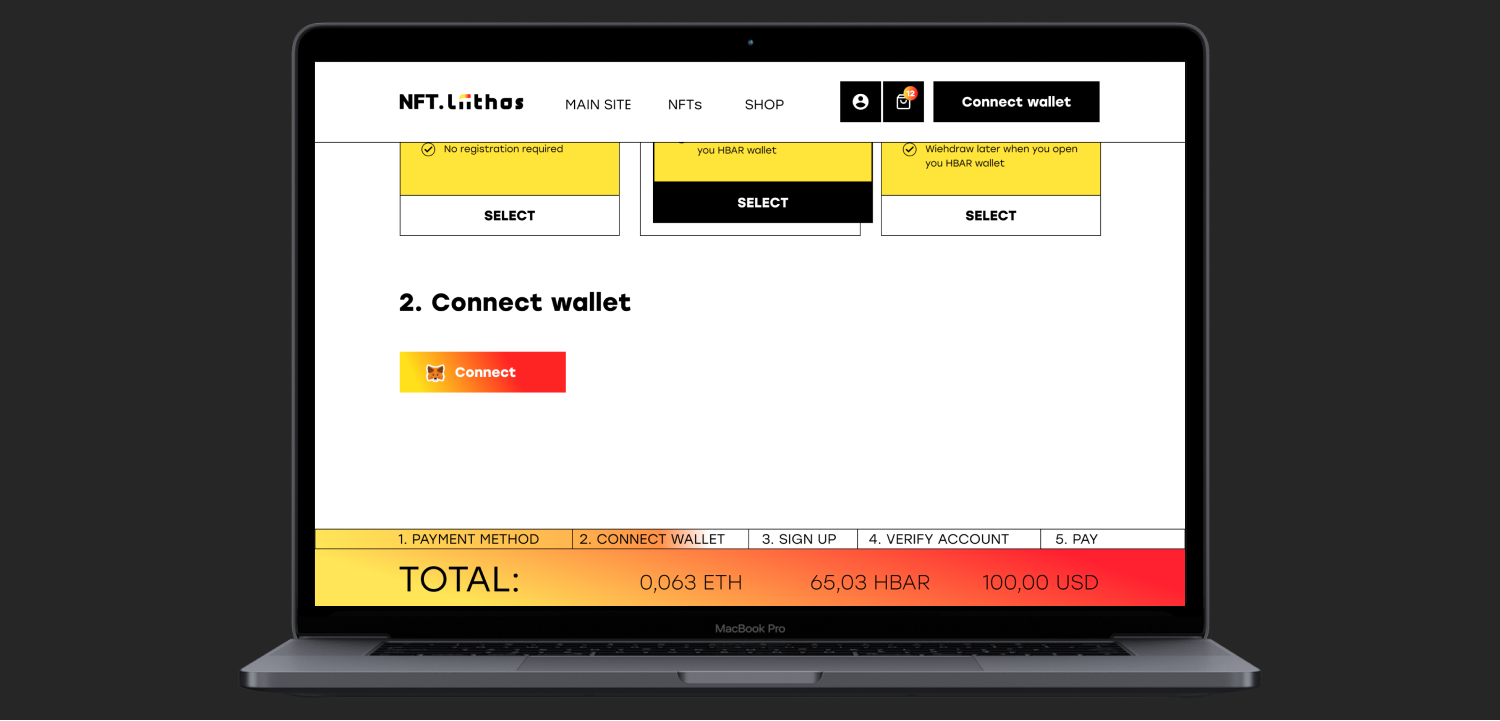 NFT.Liithos
MAIN SITE
NFTs
SHOP
12
Connect wallet
No registration required
you HBAR wallet
Wiehdraw later when you open
you HBAR wallet
SELECT
SELECT
SELECT
2. Connect wallet
Connect
1. PAYMENT METHOD
2. CONNECT WALLET
3. SIGN UP
4. VERIFY ACCOUNT
5. PAY
TOTAL:
0,063 ETH
65,03 HBAR
100,00 USD
MacBook Pro